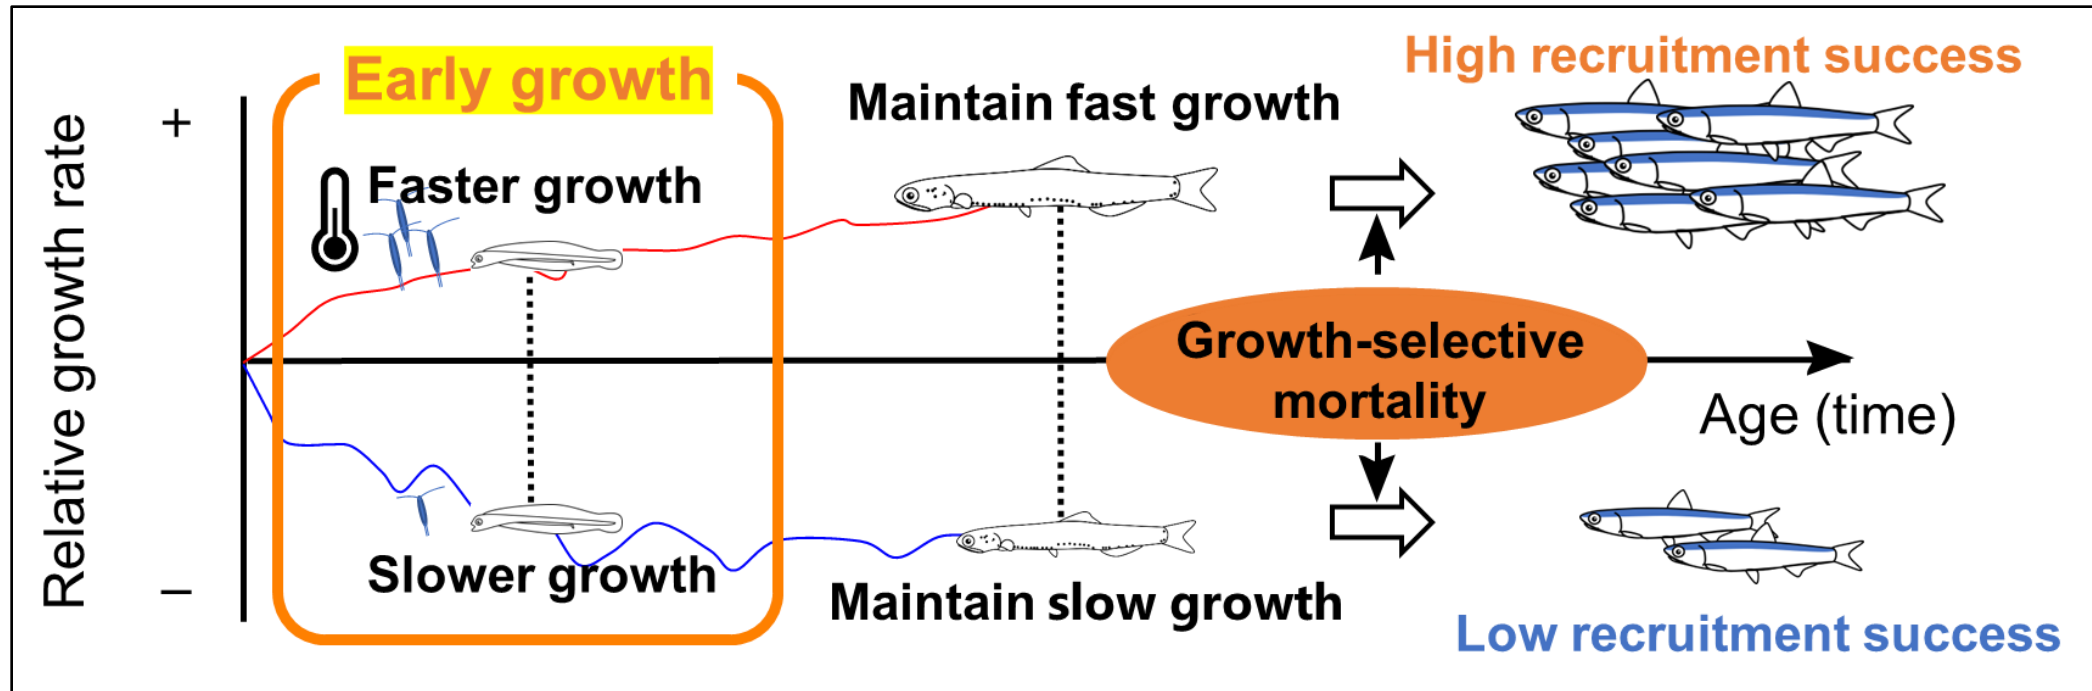 Relative growth rate
+
–
Early growth
Faster growth
Slower growth
Maintain fast growth
Maintain slow growth
Growth-selective
mortality
Age (time)
High recruitment success
Low recruitment success